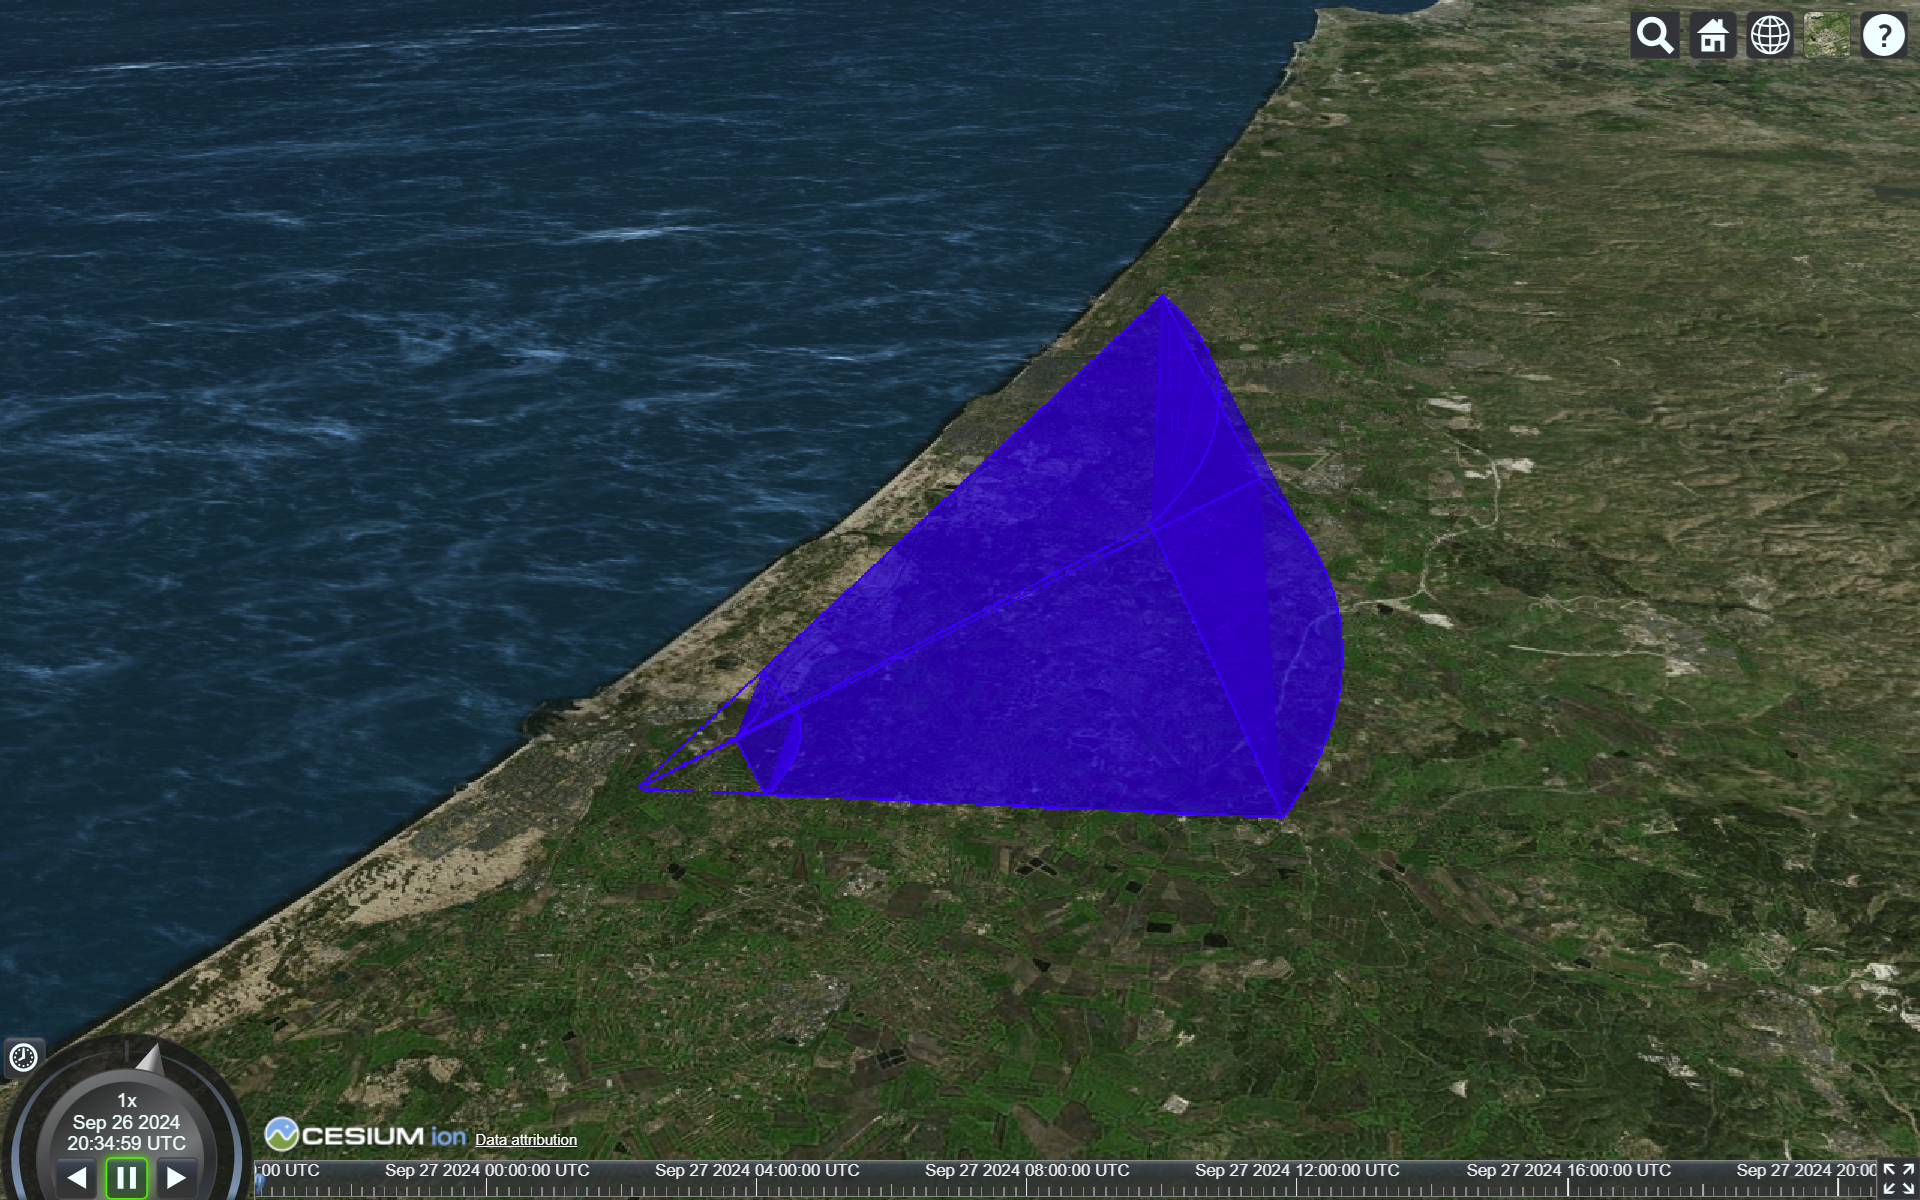 ?
1x
Sep 26 2024
20:34:59 UTC
CESIUM ion Data attribution
:00 UTC Sep 27 2024 00:00:00 UTC Sep 27 2024 04:00:00 UTC Sep 27 2024 08:00:00 UTC Sep 27 2024 12:00:00 UTC Sep 27 2024 16:00:00 UTC Sep 27 2024 20:00